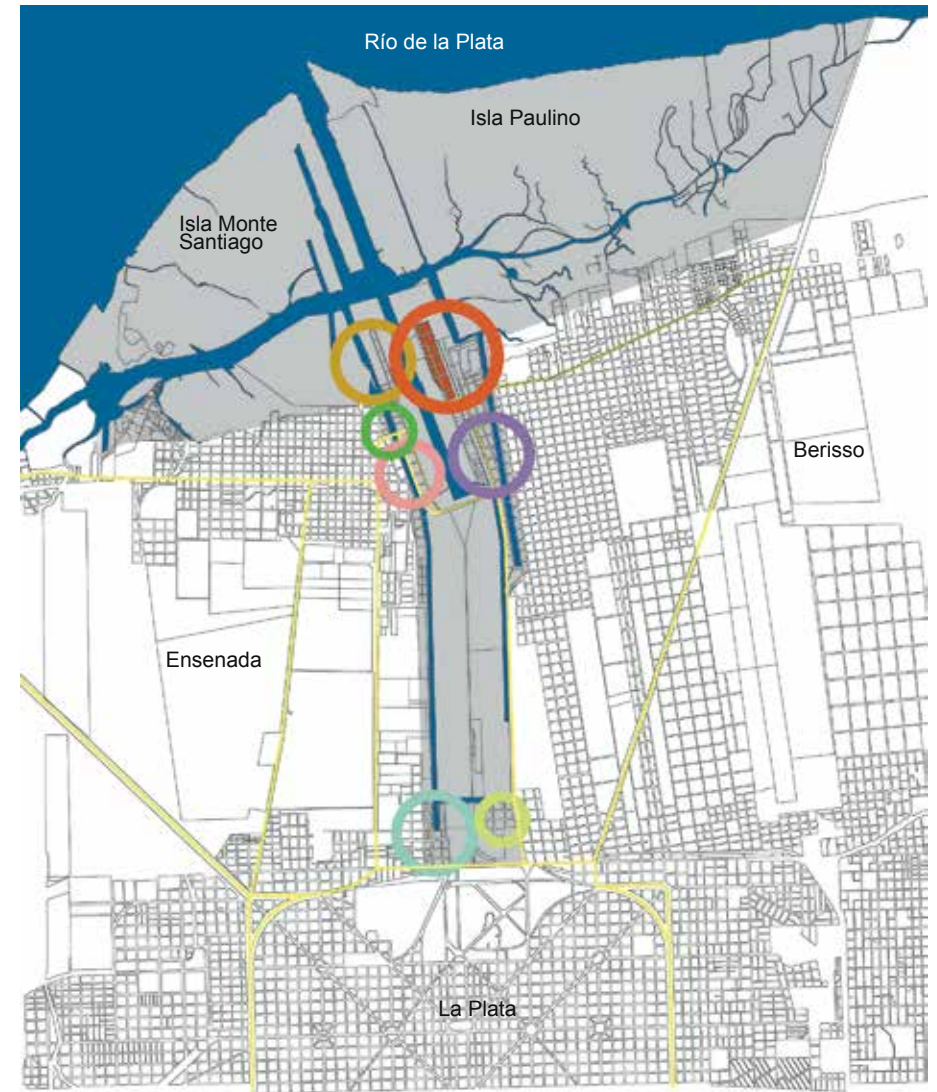 Río de la Plata
Isla Paulino
Isla Monte
Santiago
Berisso
Ensenada
La Plata